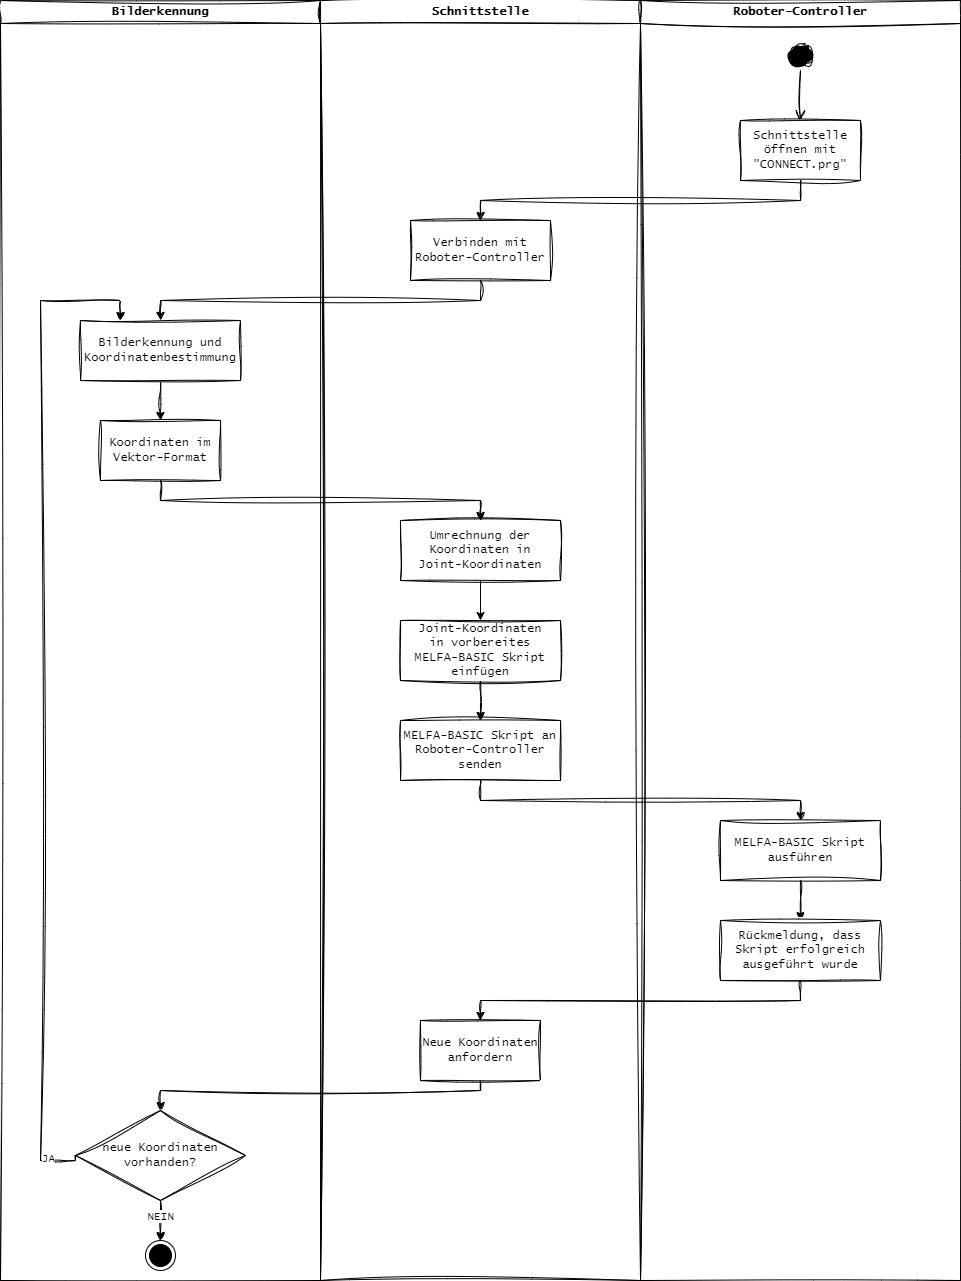 Bilderkennung
Schnittstelle
Roboter-Controller
Schnittstelle
öffnen mit
"CONNECT.prg"
Verbinden mit
Roboter-Controller
Bilderkennung und
Koordinatenbestimmung
Koordinaten im
Vektor-Format
Umrechnung der
Koordinaten in
Joint-Koordinaten
Joint-Koordinaten
in vorbereites
MELFA-BASIC Skript
einfügen
MELFA-BASIC Skript an
Roboter-Controller
senden
MELFA-BASIC Skript
ausführen
Rückmeldung, dass
Skript erfolgreich
ausgeführt wurde
Neue Koordinaten
anfordern
neue Koordinaten
vorhanden?
JA
NEIN